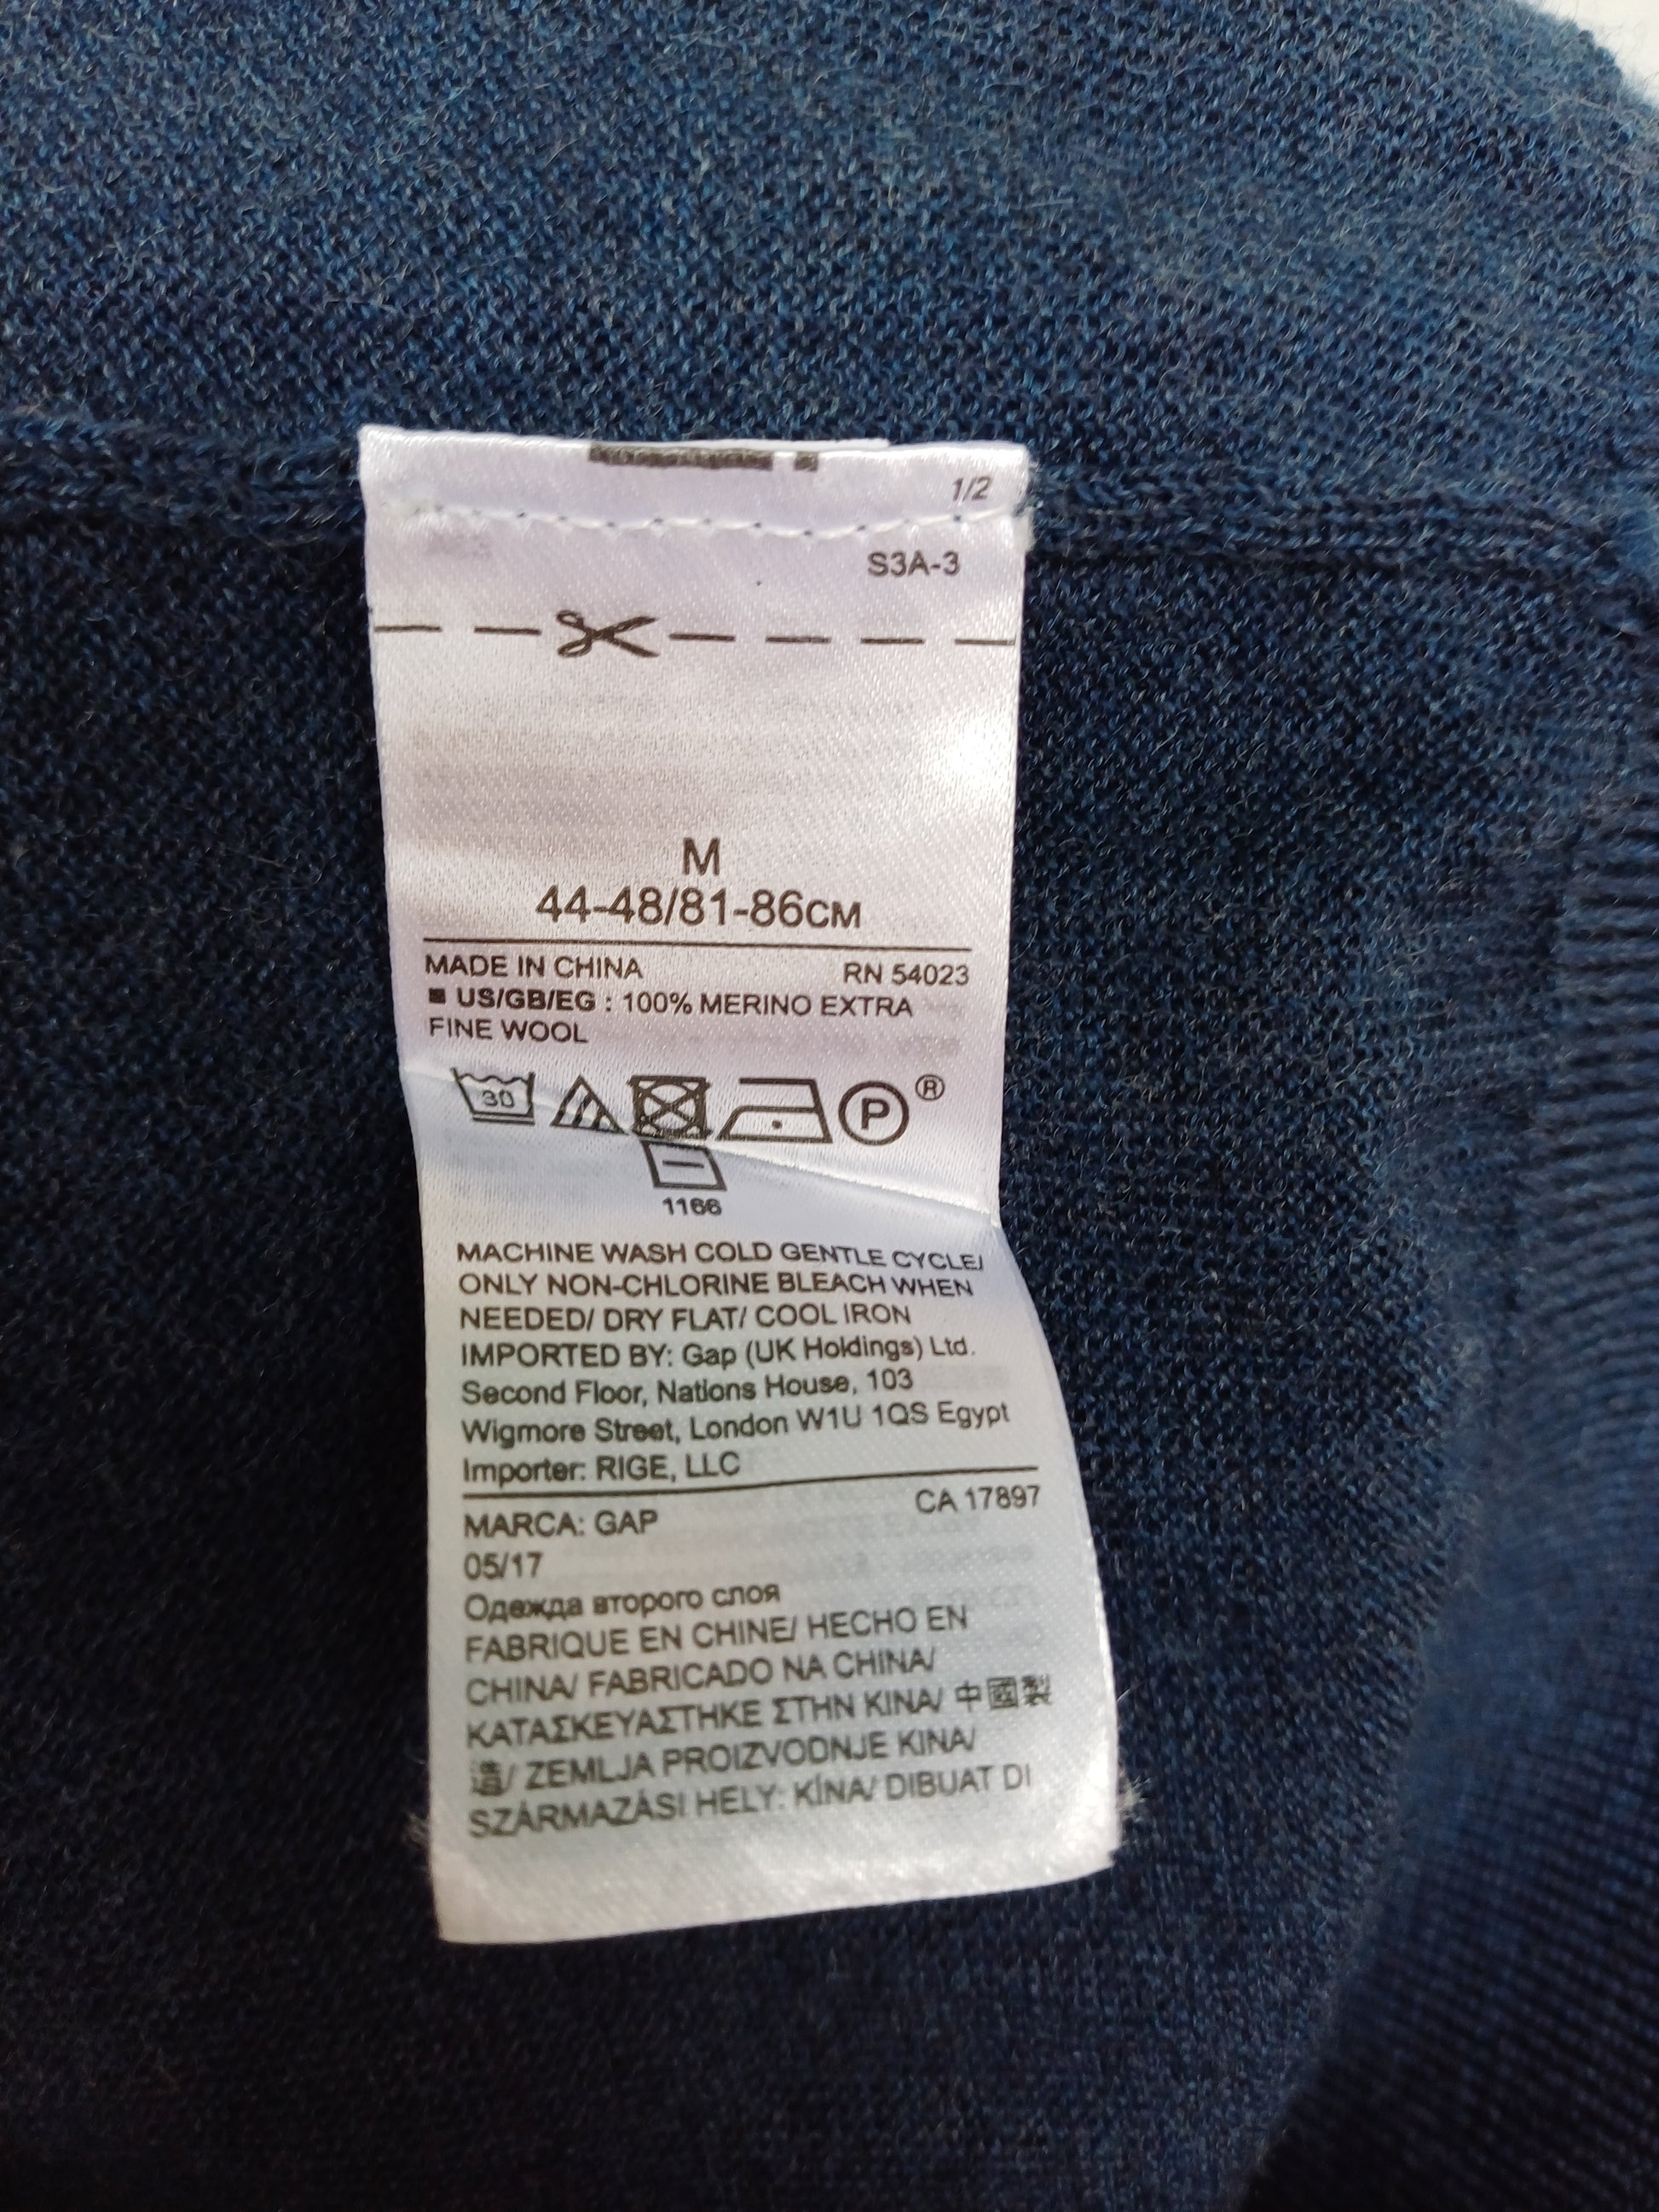 1/2
S3A-3
M
44-48/81-86CM
MADE IN CHINA RN 54023
■ US/GB/EG : 100% MERINO EXTRA
FINE WOOL
30 P ®
1166
MACHINE WASH COLD GENTLE CYCLE/
ONLY NON-CHLORINE BLEACH WHEN
NEEDED/ DRY FLAT/ COOL IRON
IMPORTED BY: Gap (UK Holdings) Ltd.
Second Floor, Nations House, 103
Wigmore Street, London W1U 1QS Egypt
Importer: RIGE, LLC
MARCA: GAP CA 17897
05/17
Одежда второго слоя
FABRIQUE EN CHINE/ HECHO EN
CHINA/ FABRICADO NA CHINA/
ΚΑΤΑΣΚΕΥΑΣΤΗΚΕ ΣΤΗΝ ΚΙΝΑ/ 中國製
造/ ZEMLJA PROIZVODNJE KINA/
SZÁRMAZÁSI HELY: KÍNA/ DIBUAT DI